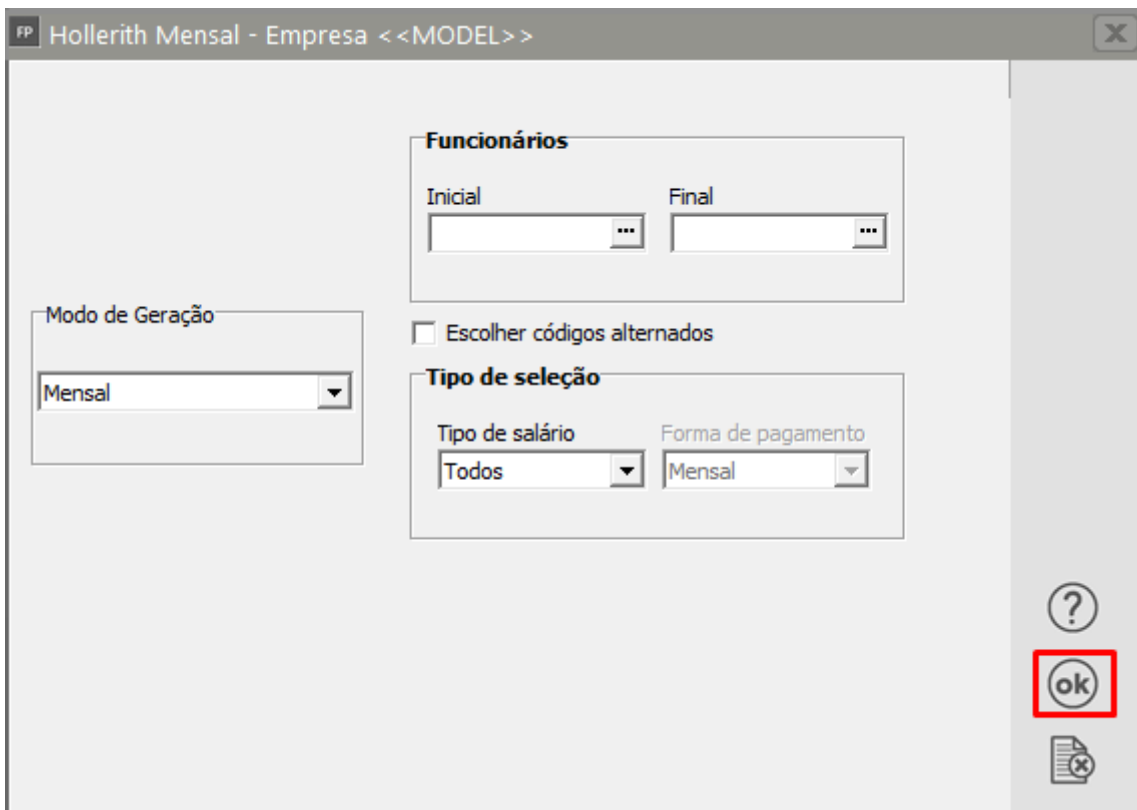 FP Hollerith Mensal - Empresa <<MODEL>>
Funcionários
Inicial Final
... ...
Modo de Geração
Escolher códigos alternados
Mensal
Tipo de seleção
Tipo de salário Forma de pagamento
Todos Mensal
?
ok